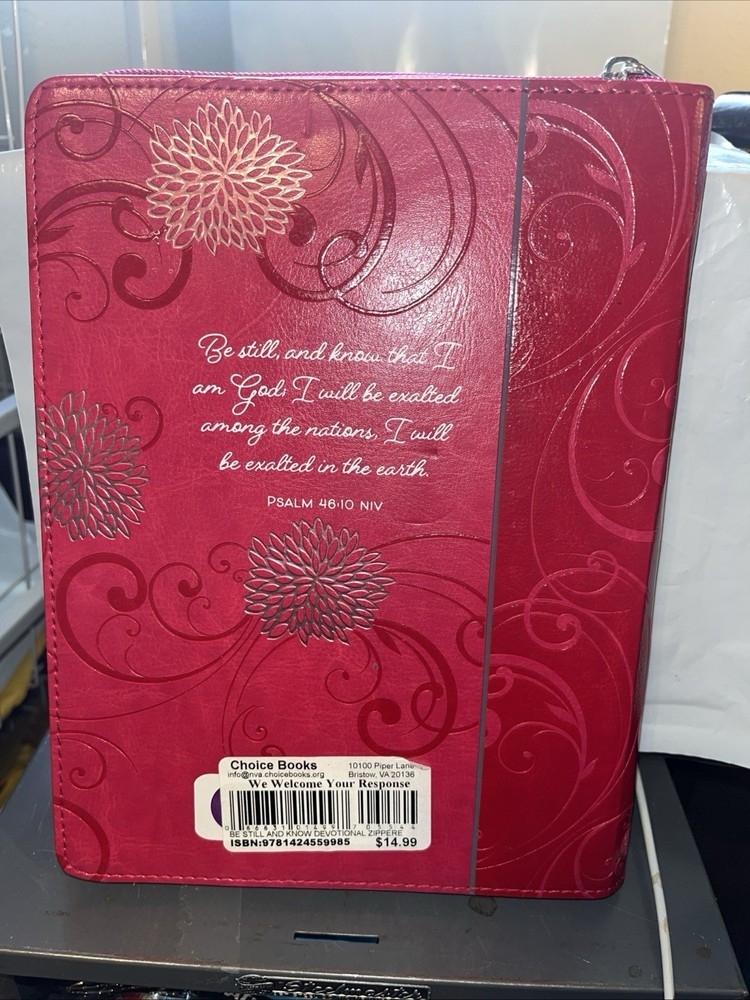 Be still, and know that I
am God; I will be exalted
among the nations, I will
be exalted in the earth.
PSALM 46:10 NIV
Choice Books 10100 Piper Lane
info@nva.choicebooks.org Bristow, VA 20136
We Welcome Your Response
BE STILL AND KNOW DEVOTIONAL ZIPPERE
ISBN:9781424559985 $14.99